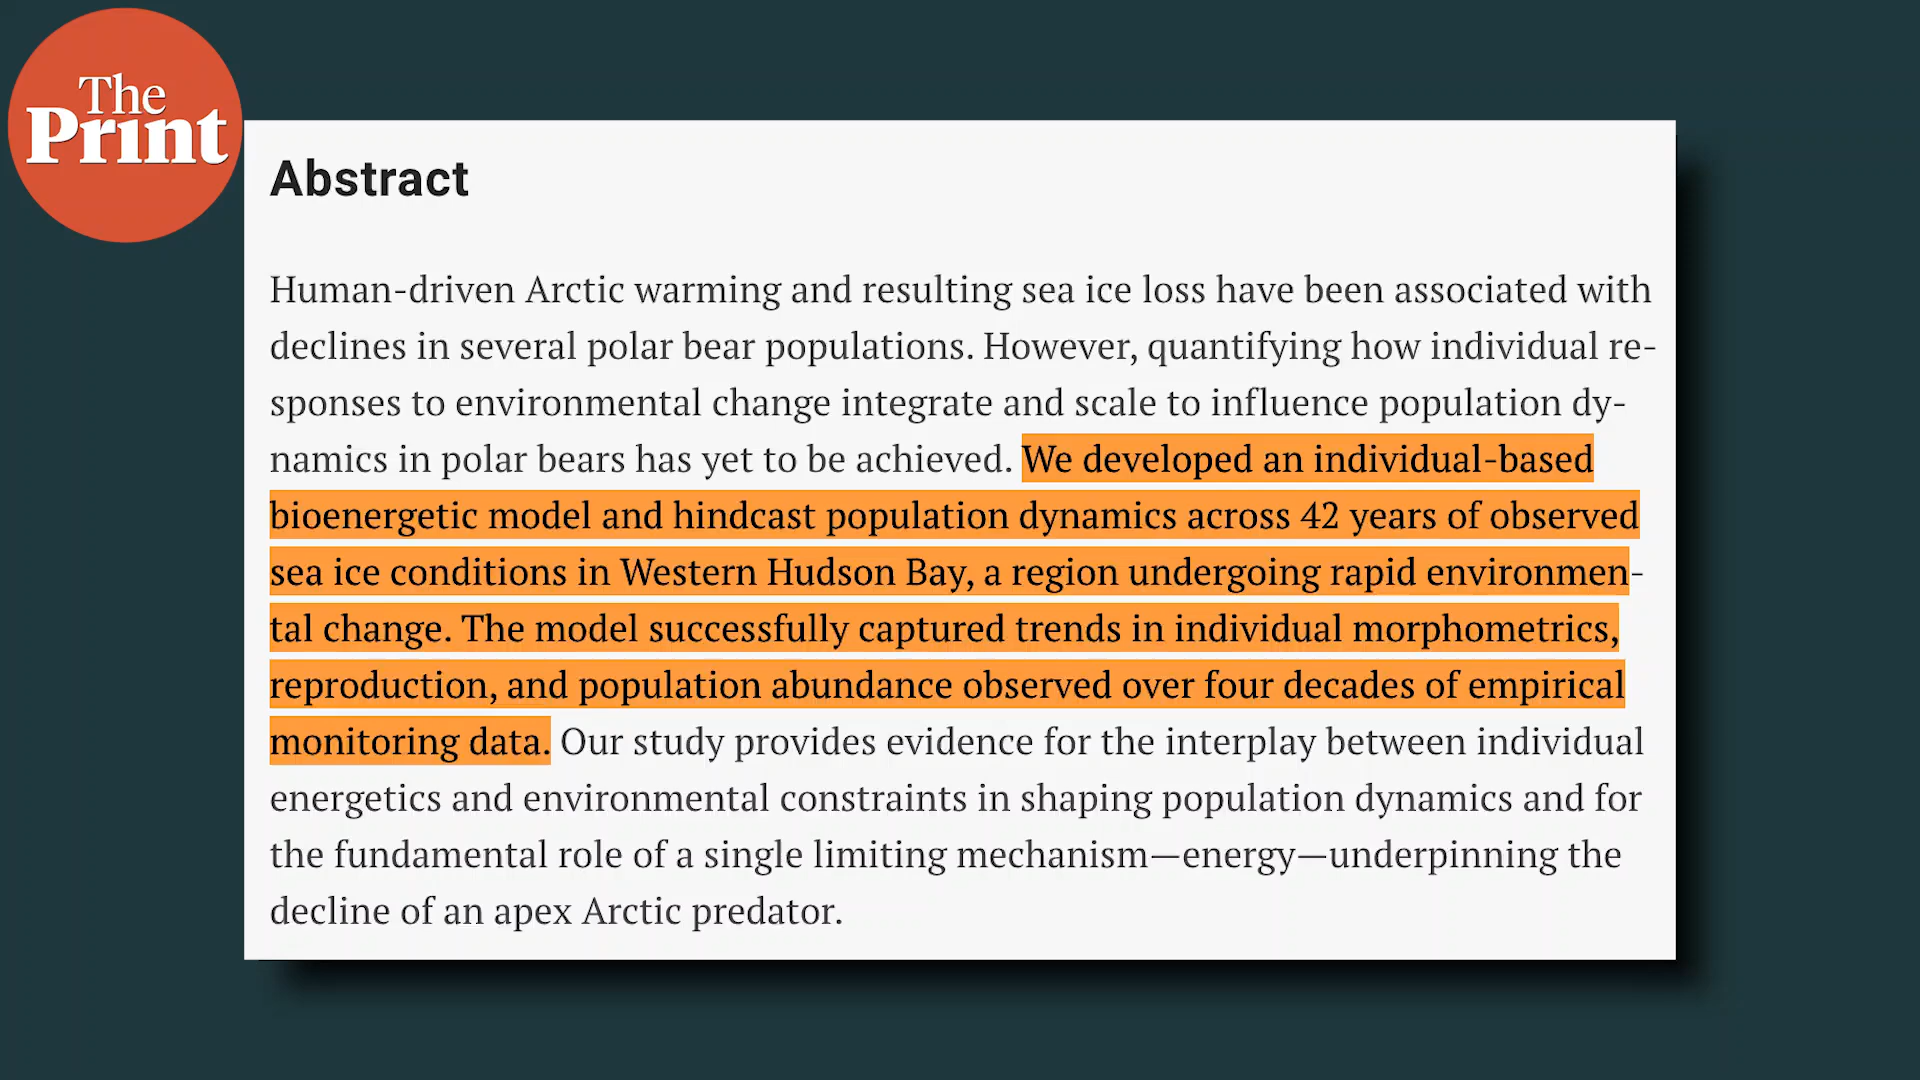 The
Print
Abstract
Human-driven Arctic warming and resulting sea ice loss have been associated with
declines in several polar bear populations. However, quantifying how individual re-
sponses to environmental change integrate and scale to influence population dy-
namics in polar bears has yet to be achieved. We developed an individual-based
bioenergetic model and hindcast population dynamics across 42 years of observed
sea ice conditions in Western Hudson Bay, a region undergoing rapid environmen-
tal change. The model successfully captured trends in individual morphometrics,
reproduction, and population abundance observed over four decades of empirical
monitoring data. Our study provides evidence for the interplay between individual
energetics and environmental constraints in shaping population dynamics and for
the fundamental role of a single limiting mechanism—energy—underpinning the
decline of an apex Arctic predator.